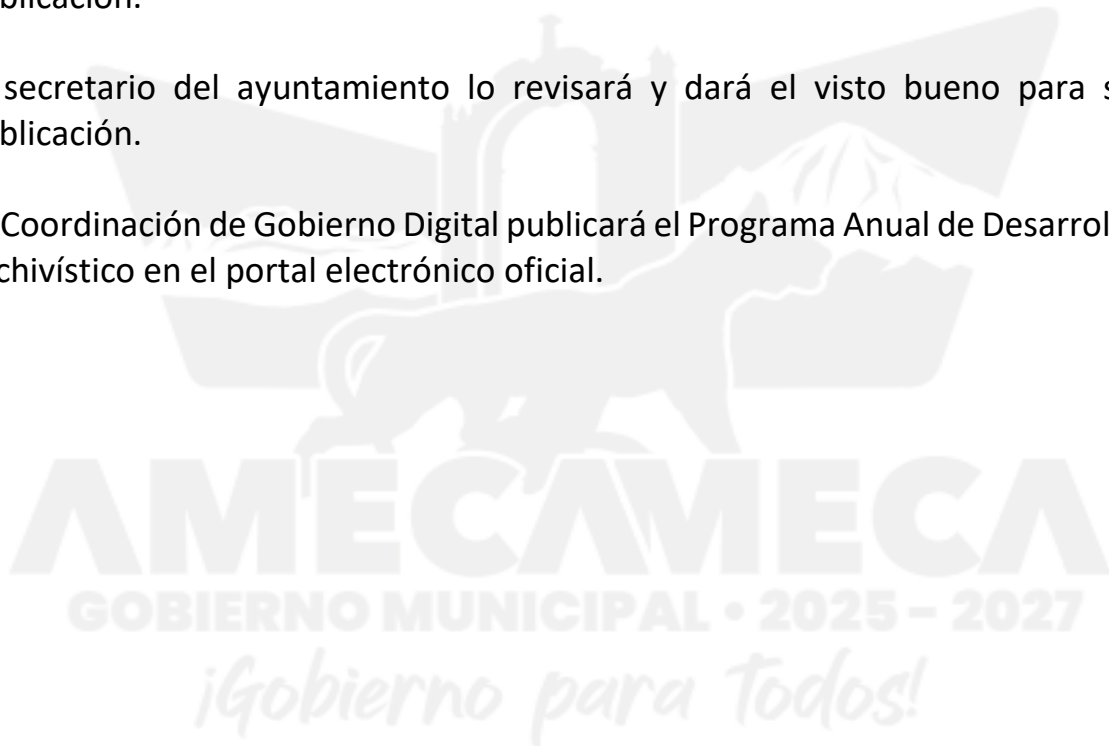 blicación.
secretario del ayuntamiento lo revisará y dará el visto bueno para s
blicación.
Coordinación de Gobierno Digital publicará el Programa Anual de Desarrol
chivístico en el portal electrónico oficial.
AMECAMECA
GOBIERNO MUNICIPAL • 2025 – 2027
¡Gobierno para Todos!